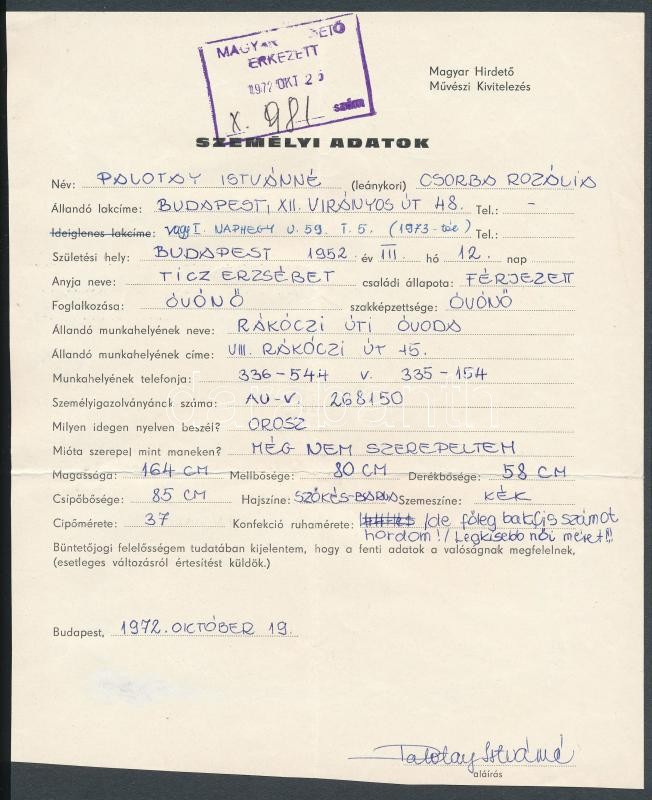 MAGYAR HIRDETŐ
ÉRKEZETT
1972 OKT 25
X. 981 szám
Magyar Hirdető
Művészi Kivitelezés
SZEMÉLYI ADATOK
Név: PALOTAY ISTVÁNNÉ (leánykori) CSORBA ROZÁLIA
Állandó lakcíme: BUDAPEST, XII. VIRÁNYOS ÚT 48. Tel.: -
Ideiglenes lakcíme: vagy I. NAPHEGY U. 59. T. 5. (1973-tól) Tel.:
Születési hely: BUDAPEST 1952 év III. hó 12. nap
Anyja neve: TICZ ERZSÉBET családi állapota: FÉRJEZETT
Foglalkozása: ÓVÓNŐ szakképzettsége: ÓVÓNŐ
Állandó munkahelyének neve: RÁKÓCZI ÚTI ÓVODA
Állandó munkahelyének címe: VIII. RÁKÓCZI ÚT 15.
Munkahelyének telefonja: 336-544 v. 335-154
Személyigazolványának száma: AU-V. 268150
Milyen idegen nyelven beszél? OROSZ
Mióta szerepel mint maneken? MÉG NEM SZEREPELTEM
Magassága: 164 CM Mellbősége: 80 CM Derékbősége: 58 CM
Csípőbősége: 85 CM Hajszíne: SZŐKÉS-BARNA Szemeszíne: KÉK
Cipőmérete: 37 Konfekció ruhamérete: /de főleg bakfis számot
hordom!/ Legkisebb női méret!!!
Büntetőjogi felelősségem tudatában kijelentem, hogy a fenti adatok a valóságnak megfelelnek,
(esetleges változásról értesítést küldök.)
Budapest, 1972. OKTÓBER 19.
Palotay Istvánné
aláírás